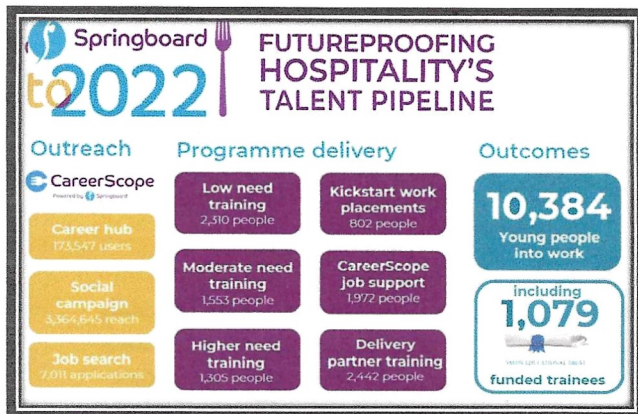 Springboard
to 2022
FUTUREPROOFING
HOSPITALITY'S
TALENT PIPELINE
Outreach
CareerScope
Powered by Springboard
Career hub
173,547 users
Social
campaign
3,364,645 reach
Job search
7,011 applications
Programme delivery
Low need
training
2,310 people
Kickstart work
placements
802 people
Moderate need
training
1,553 people
CareerScope
job support
1,972 people
Higher need
training
1,305 people
Delivery
partner training
2,442 people
Outcomes
10,384
Young people
into work
including
1,079
funded trainees